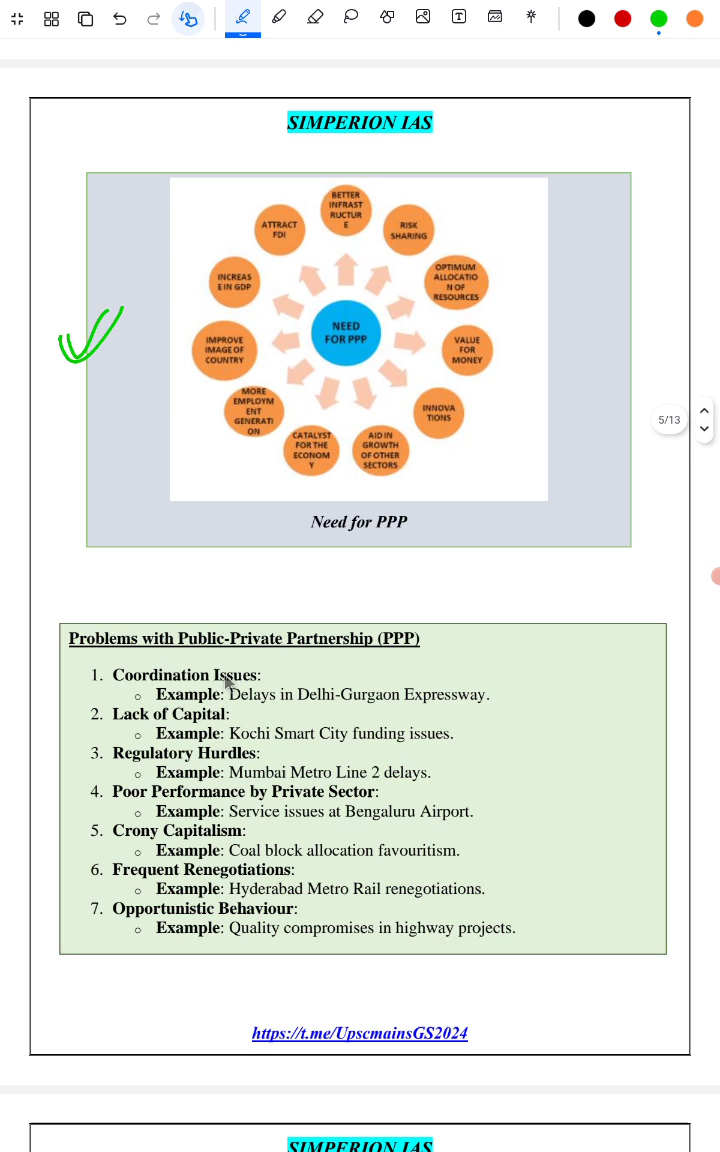 SIMPERION IAS
BETTER
INFRAST
RUCTUR
E
RISK
SHARING
OPTIMUM
ALLOCATIO
N OF
RESOURCES
VALUE
FOR
MONEY
INNOVA
TIONS
AID IN
GROWTH
OF OTHER
SECTORS
CATALYST
FOR THE
ECONOM
Y
MORE
EMPLOYM
ENT
GENERATI
ON
IMPROVE
IMAGE OF
COUNTRY
INCREAS
E IN GDP
ATTRACT
FDI
NEED
FOR PPP
Need for PPP
5/13
Problems with Public-Private Partnership (PPP)
1. Coordination Issues:
o Example: Delays in Delhi-Gurgaon Expressway.
2. Lack of Capital:
o Example: Kochi Smart City funding issues.
3. Regulatory Hurdles:
o Example: Mumbai Metro Line 2 delays.
4. Poor Performance by Private Sector:
o Example: Service issues at Bengaluru Airport.
5. Crony Capitalism:
o Example: Coal block allocation favouritism.
6. Frequent Renegotiations:
o Example: Hyderabad Metro Rail renegotiations.
7. Opportunistic Behaviour:
o Example: Quality compromises in highway projects.
https://t.me/UpscmainsGS2024
SIMPERION IAS